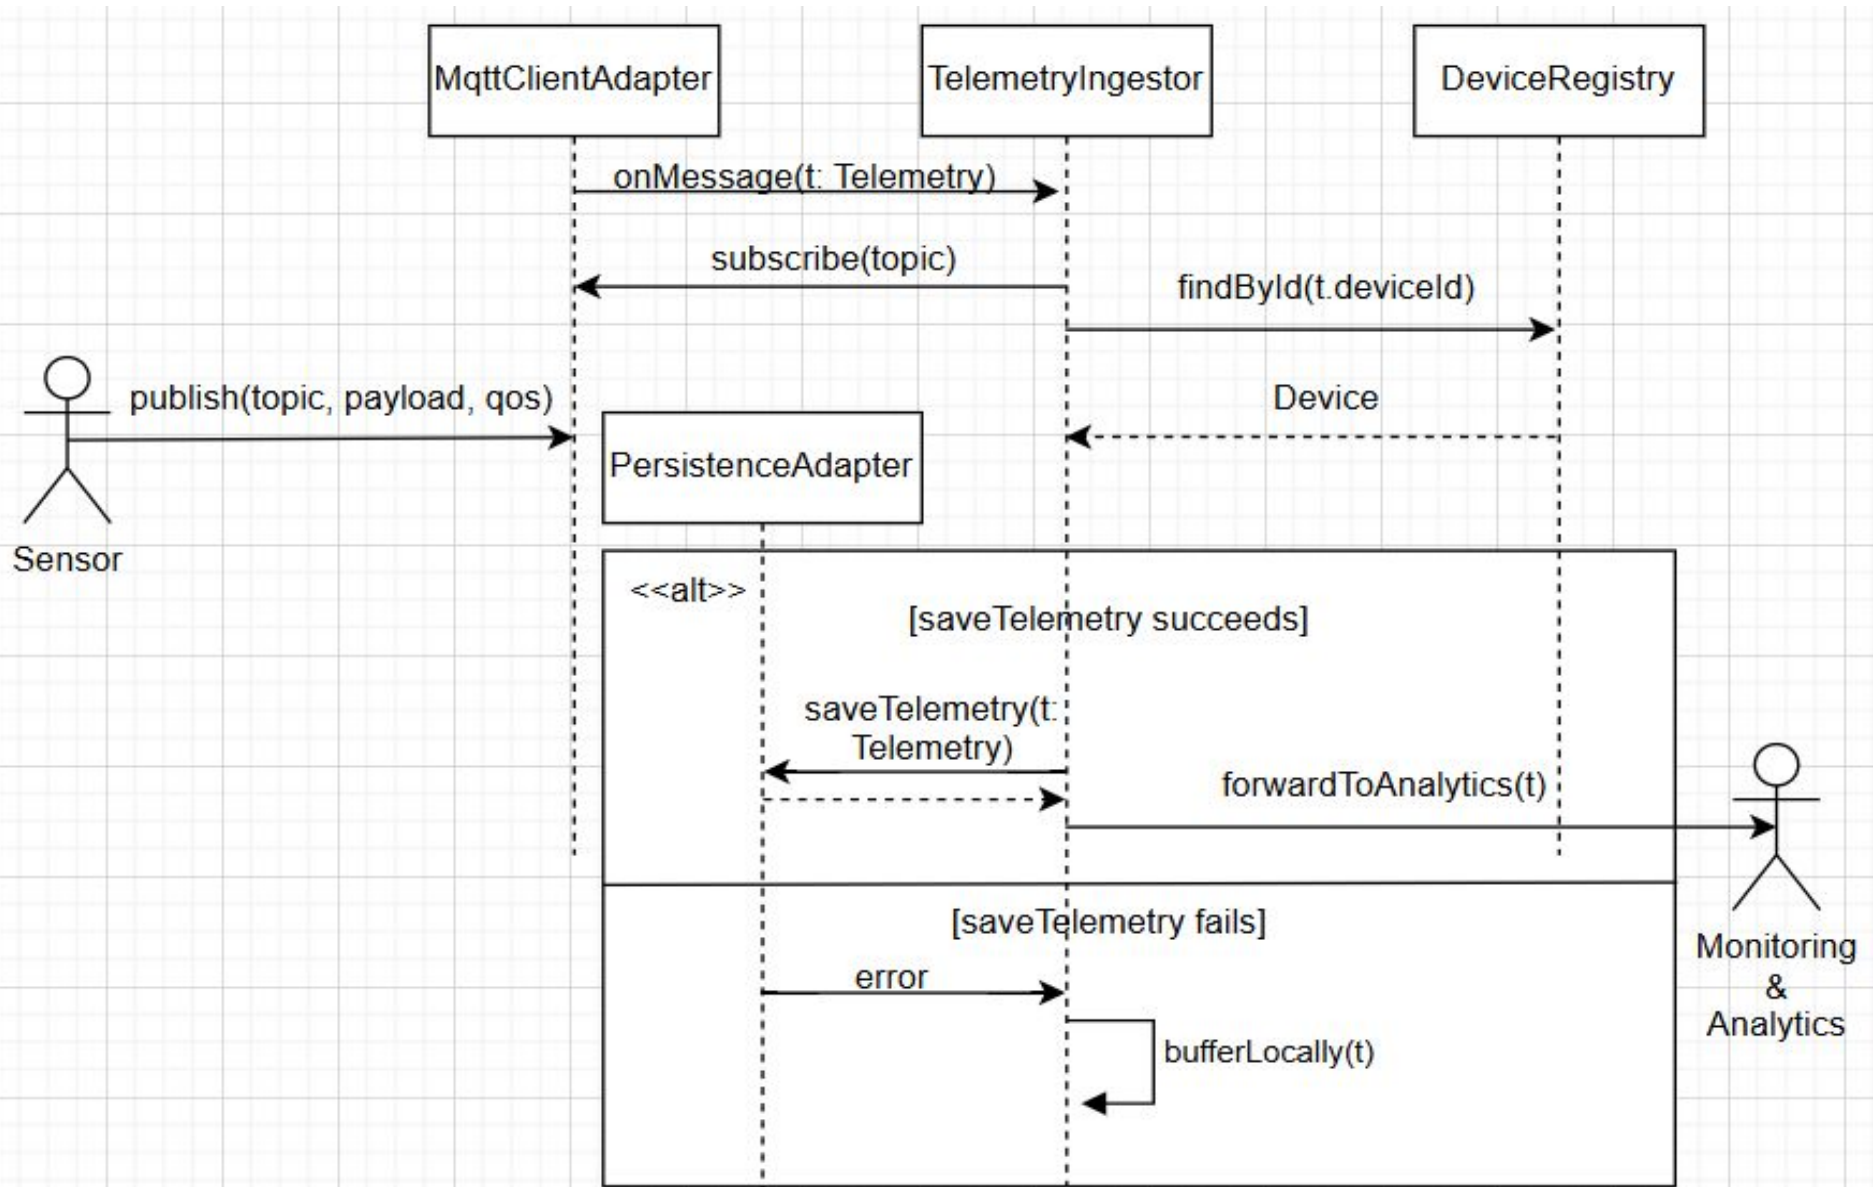 MqttClientAdapter
TelemetryIngestor
DeviceRegistry
onMessage(t: Telemetry)
subscribe(topic)
findById(t.deviceId)
publish(topic, payload, qos)
Device
PersistenceAdapter
Sensor
<<alt>>
[saveTelemetry succeeds]
saveTelemetry(t:
Telemetry)
forwardToAnalytics(t)
[saveTelemetry fails]
Monitoring
&
Analytics
error
bufferLocally(t)